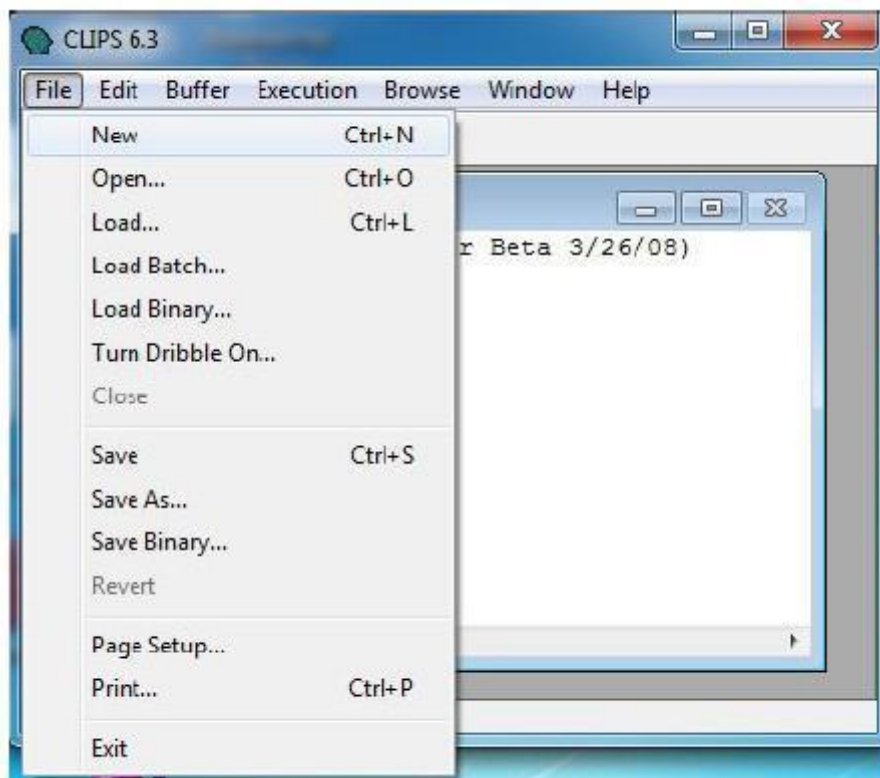 CLIPS 6.3
File Edit Buffer Execution Browse Window Help
New Ctrl+N
Open... Ctrl+O
Load... Ctrl+L
Load Batch...
Load Binary...
Turn Dribble On...
Close
Save Ctrl+S
Save As...
Save Binary...
Revert
Page Setup...
Print... Ctrl+P
Exit
r Beta 3/26/08)